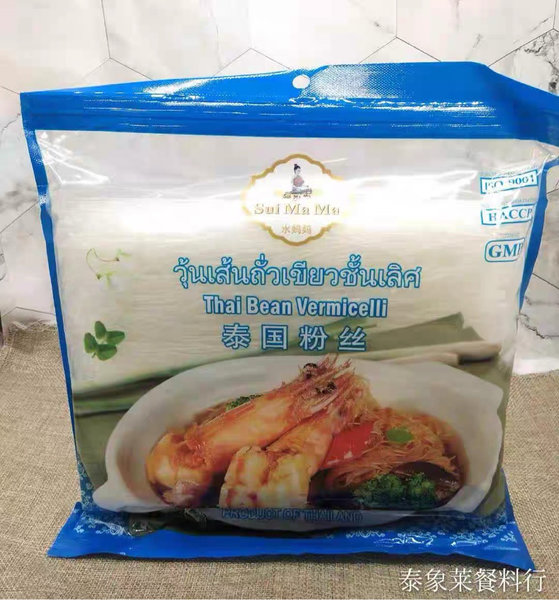 Sui Ma Ma
水妈妈
ISO 9001
HACCP
GMP
วุ้นเส้นถั่วเขียวชั้นเลิศ
Thai Bean Vermicelli
泰国粉丝
PRODUCT OF THAILAND
泰象莱餐料行